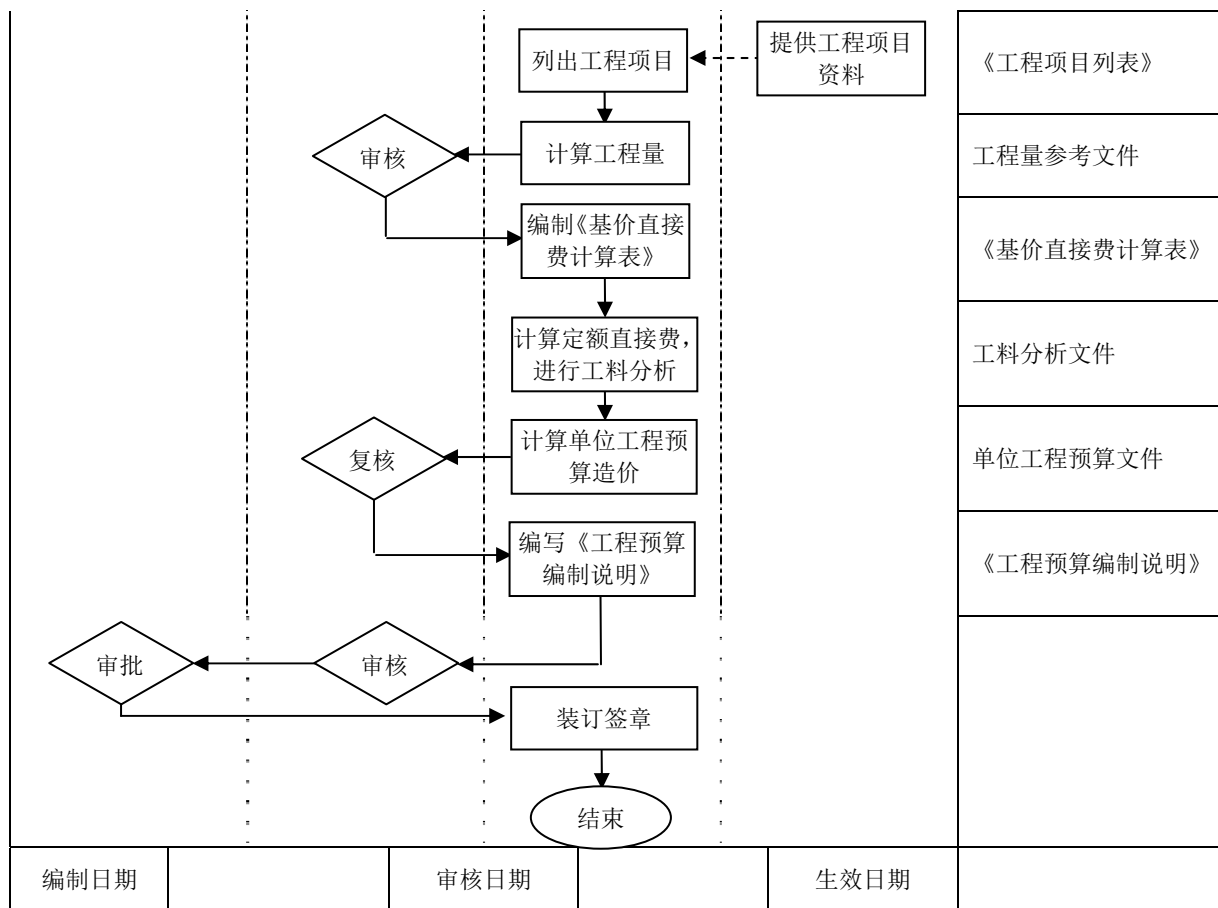 列出工程项目
提供工程项目
资料
《工程项目列表》
审核
计算工程量
工程量参考文件
编制《基价直接
费计算表》
《基价直接费计算表》
计算定额直接费，
进行工料分析
工料分析文件
复核
计算单位工程预
算造价
单位工程预算文件
编写《工程预算
编制说明》
《工程预算编制说明》
审批
审核
装订签章
结束
编制日期
审核日期
生效日期